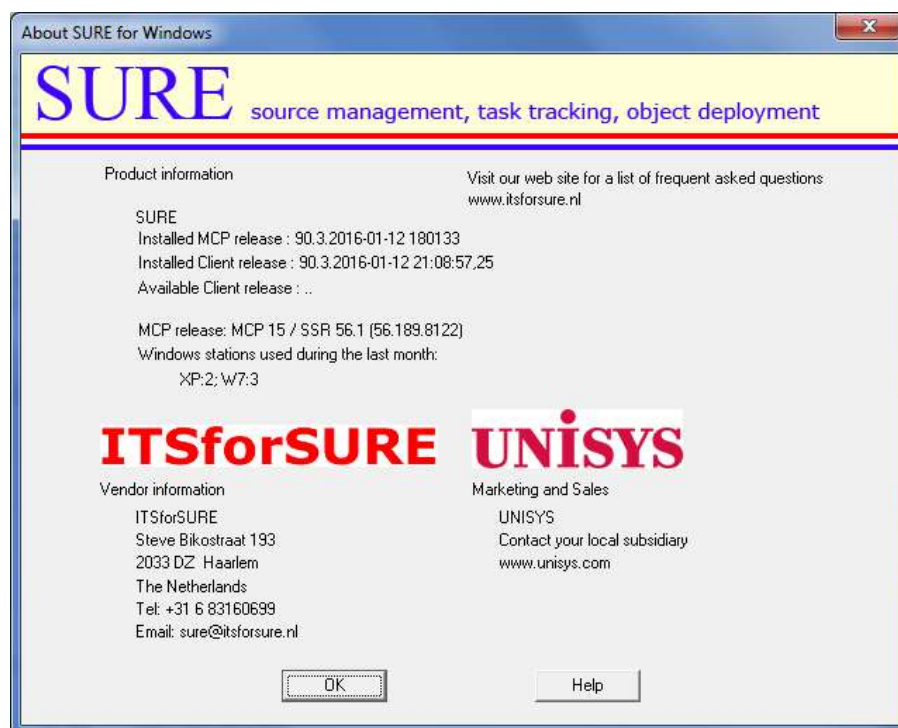 About SURE for Windows
SURE source management, task tracking, object deployment
Product information
Visit our web site for a list of frequent asked questions
www.itsforsure.nl
SURE
Installed MCP release : 90.3.2016-01-12 180133
Installed Client release : 90.3.2016-01-12 21:08:57,25
Available Client release : ..
MCP release: MCP 15 / SSR 56.1 (56.189.8122)
Windows stations used during the last month:
XP:2; W7:3
ITSforSURE
Vendor information
ITSforSURE
Steve Bikostraat 193
2033 DZ Haarlem
The Netherlands
Tel: +31 6 83160699
Email: sure@itsforsure.nl
UNISYS
Marketing and Sales
UNISYS
Contact your local subsidiary
www.unisys.com
OK
Help